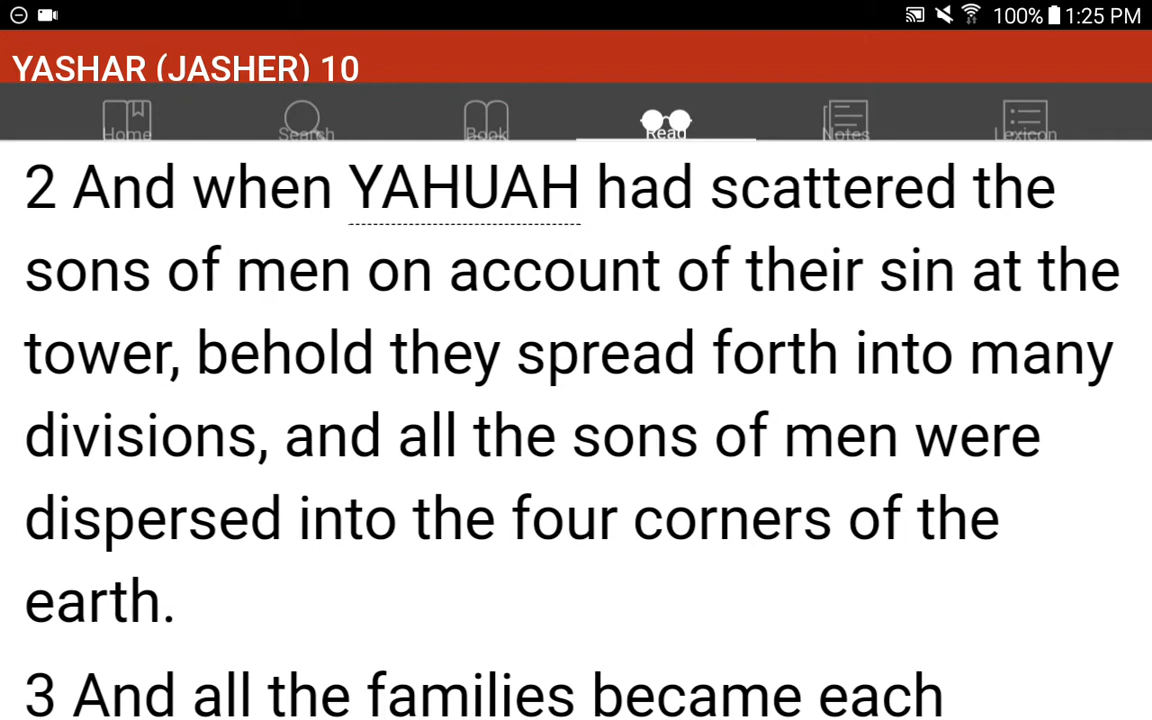 100% 1:25 PM
YASHAR (JASHER) 10
Home Search Book Read Notes Lexicon
2 And when YAHUAH had scattered the
sons of men on account of their sin at the
tower, behold they spread forth into many
divisions, and all the sons of men were
dispersed into the four corners of the
earth.
3 And all the families became each